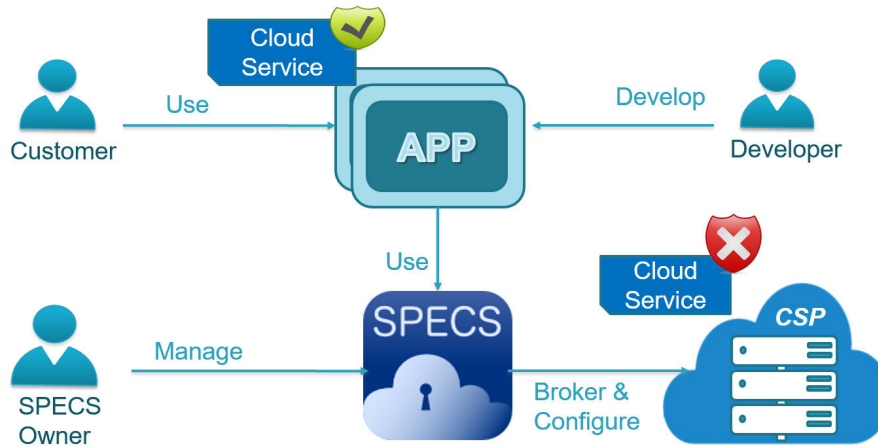 Cloud
Service
Use
Develop
Customer
APP
Developer
Use
Cloud
Service
SPECS
CSP
Manage
Broker &
Configure
SPECS
Owner